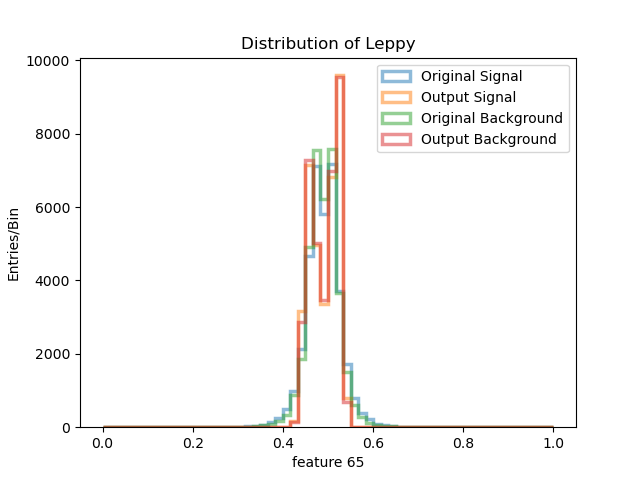 Distribution of Leppy
Original Signal
Output Signal
Original Background
Output Background
10000
8000
6000
4000
2000
0
Entries/Bin
0.0 0.2 0.4 0.6 0.8 1.0
feature 65